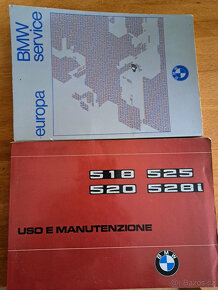 BMW service
europa
518 525
520 528i
USO E MANUTENZIONE
BMW